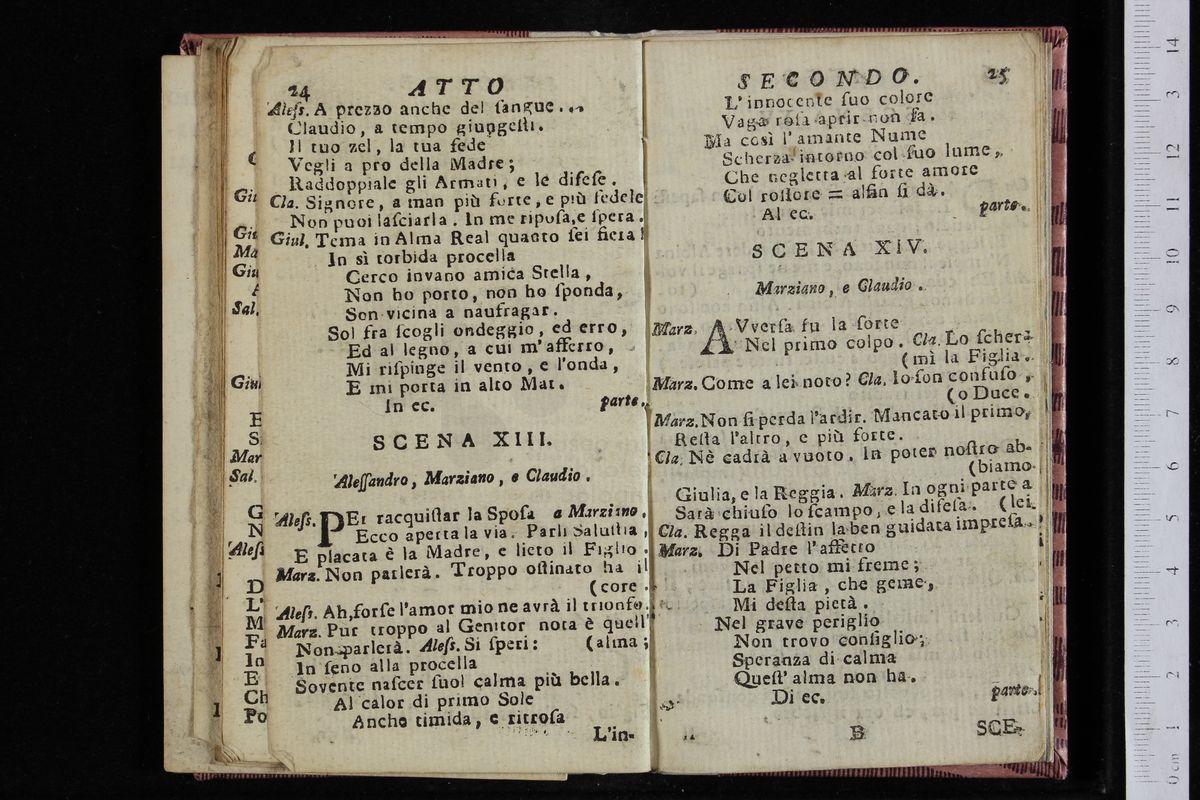 24 ATTO
Aleſs. A prezzo anche del ſangue...
Claudio, a tempo giungeſti.
Il tuo zel, la tua fede
Vegli a pro della Madre;
Raddoppiale gli Armati, e le difeſe.
Cla. Signore, a man più forte, e più fedele
Non puoi laſciarla. In me ripoſa, e ſpera.
Giul. Tema in Alma Real quanto ſei fiera!
In sì torbida procella
Cerco invano amica Stella,
Non ho porto, non ho ſponda,
Son vicina a naufragar.
Sol fra ſcogli ondeggio, ed erro,
Ed al legno, a cui m'afferro,
Mi riſpinge il vento, e l'onda,
E mi porta in alto Mar.
In ec. parte.
SCENA XIII.
Aleſſandro, Marziano, e Claudio.
Aleſs. PEr racquiſtar la Spoſa a Marziano.
Ecco aperta la via. Parli Saluſtia,
E placata è la Madre, e lieto il Figlio.
Marz. Non parlerà. Troppo oſtinato ha il
(core.
Aleſs. Ah, forſe l'amor mio ne avrà il trionfo.
Marz. Pur troppo al Genitor nota è quell'
Non parlerà. Aleſs. Si ſperi: (alma;
In ſeno alla procella
Sovente naſcer ſuol calma più bella.
Al calor di primo Sole
Anche timida, e ritroſa
L'in-
SECONDO. 25
L'innocente ſuo colore
Vaga roſa aprir non ſa.
Ma così l'amante Nume
Scherza intorno col ſuo lume,
Che negletta al forte amore
Col roſſore = alfin ſi dà.
Al ec. parte.
SCENA XIV.
Marziano, e Claudio.
Marz. AVverſa fu la ſorte
Nel primo colpo. Cla. Lo ſcher-
(mì la Figlia.
Marz. Come a lei noto? Cla. Io ſon confuſo,
(o Duce.
Marz. Non ſi perda l'ardir. Mancato il primo,
Reſta l'altro, e più forte.
Cla. Nè cadrà a vuoto. In poter noſtro ab-
(biamo
Giulia, e la Reggia. Marz. In ogni parte a
Sarà chiuſo lo ſcampo, e la difeſa. (lei
Cla. Regga il deſtin la ben guidata impreſa.
Marz. Di Padre l'affetto
Nel petto mi freme;
La Figlia, che geme,
Mi deſta pietà.
Nel grave periglio
Non trovo conſiglio;
Speranza di calma
Queſt' alma non ha.
Di ec. parte.
B SCE-